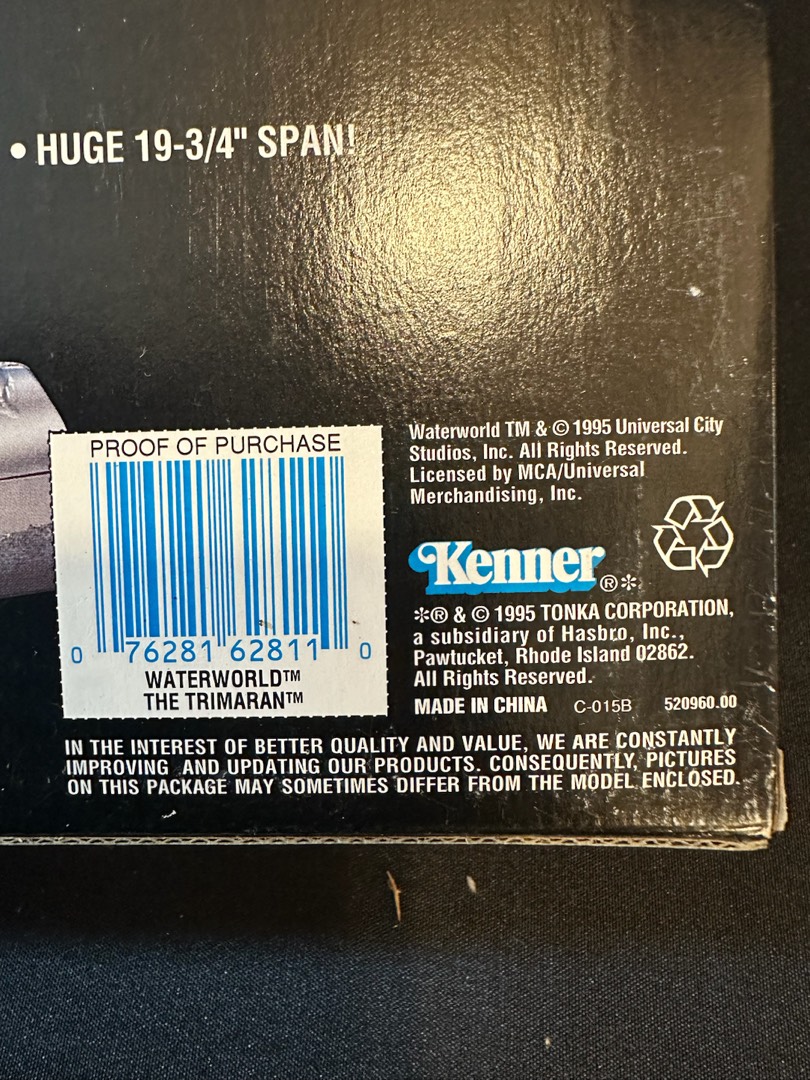 • HUGE 19-3/4" SPAN!
PROOF OF PURCHASE
0 76281 62811 0
WATERWORLD™
THE TRIMARAN™
Waterworld TM & © 1995 Universal City
Studios, Inc. All Rights Reserved.
Licensed by MCA/Universal
Merchandising, Inc.
Kenner®*
*® & © 1995 TONKA CORPORATION,
a subsidiary of Hasbro, Inc.,
Pawtucket, Rhode Island 02862.
All Rights Reserved.
MADE IN CHINA C-015B 520960.00
IN THE INTEREST OF BETTER QUALITY AND VALUE, WE ARE CONSTANTLY
IMPROVING AND UPDATING OUR PRODUCTS. CONSEQUENTLY, PICTURES
ON THIS PACKAGE MAY SOMETIMES DIFFER FROM THE MODEL ENCLOSED.